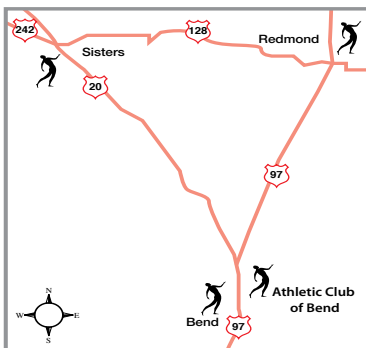 242
Sisters
128
Redmond
20
97
Athletic Club
of Bend
Bend
97
N
W
E
S